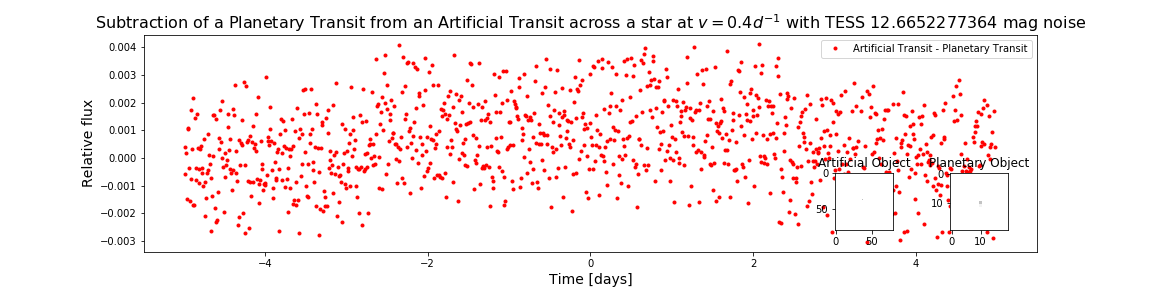 Subtraction of a Planetary Transit from an Artificial Transit across a star at v = 0.4d⁻¹ with TESS 12.6652277364 mag noise
Artificial Transit - Planetary Transit
Relative flux
0.004
0.003
0.002
0.001
0.000
−0.001
−0.002
−0.003
Artificial Object
0
50
0 50
Planetary Object
0
10
0 10
−4 −2 0 2 4
Time [days]